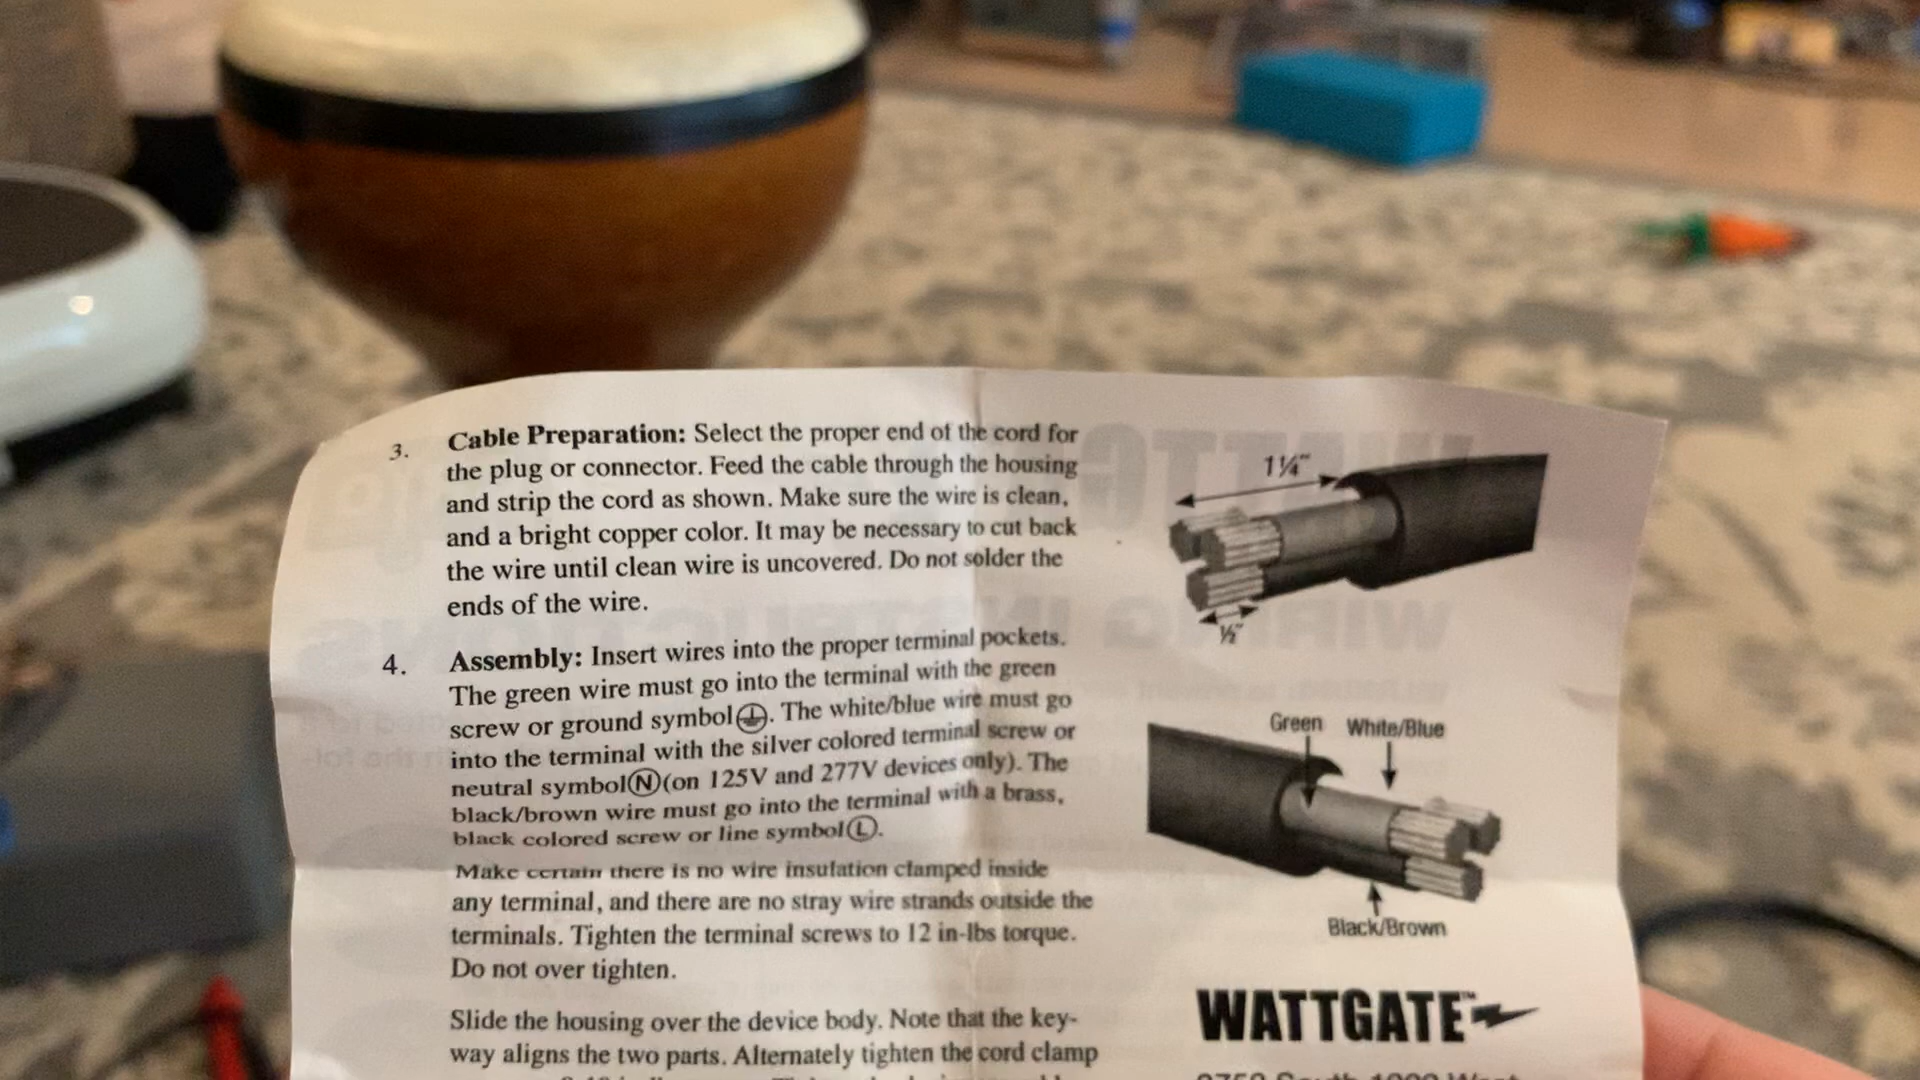 3. Cable Preparation: Select the proper end of the cord for
the plug or connector. Feed the cable through the housing
and strip the cord as shown. Make sure the wire is clean,
and a bright copper color. It may be necessary to cut back
the wire until clean wire is uncovered. Do not solder the
ends of the wire.
1¼"
½"
4. Assembly: Insert wires into the proper terminal pockets.
The green wire must go into the terminal with the green
screw or ground symbol⏚. The white/blue wire must go
into the terminal with the silver colored terminal screw or
neutral symbolⓃ(on 125V and 277V devices only). The
black/brown wire must go into the terminal with a brass,
black colored screw or line symbolⓁ.
Make certain there is no wire insulation clamped inside
any terminal, and there are no stray wire strands outside the
terminals. Tighten the terminal screws to 12 in-lbs torque.
Do not over tighten.
Slide the housing over the device body. Note that the key-
way aligns the two parts. Alternately tighten the cord clamp
Green White/Blue
Black/Brown
WATTGATE™